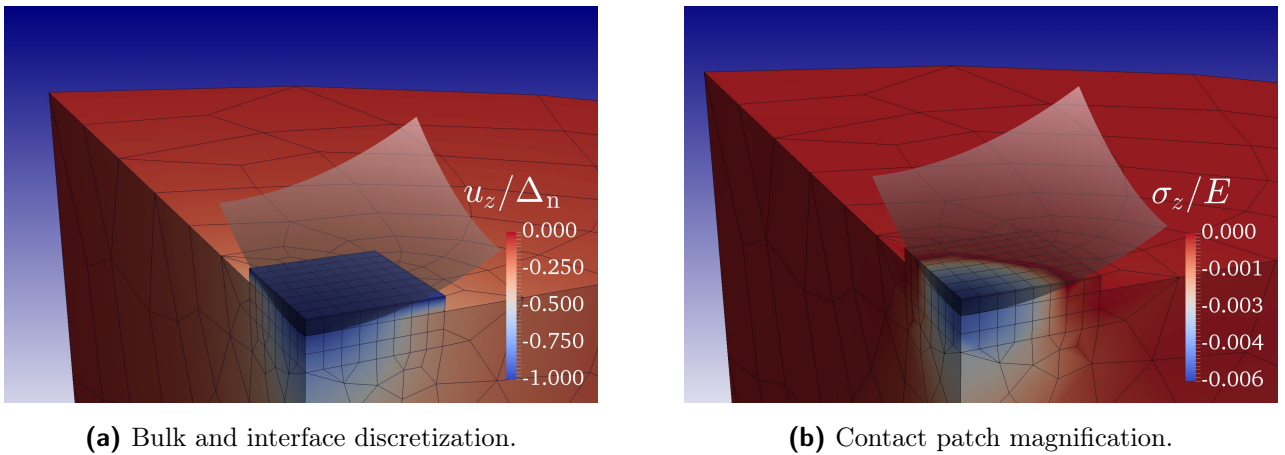 u_z/Δ_n
0.000
-0.250
-0.500
-0.750
-1.000
(a) Bulk and interface discretization.
σ_z/E
0.000
-0.001
-0.003
-0.004
-0.006
(b) Contact patch magnification.